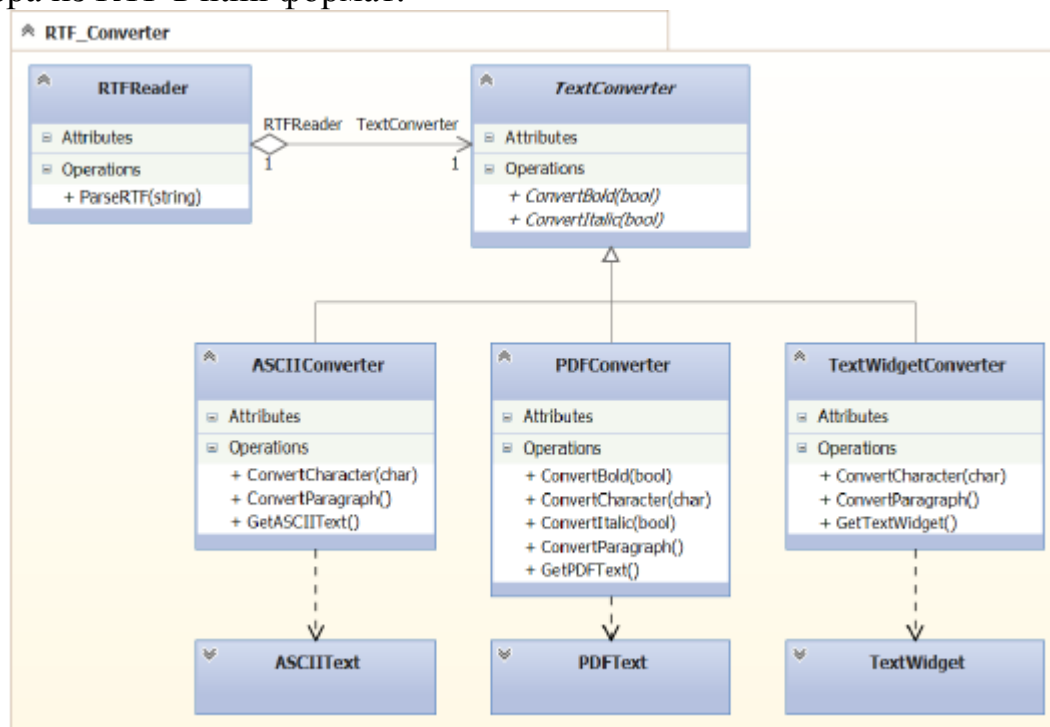 RTF_Converter
RTFReader
Attributes
Operations
+ ParseRTF(string)
RTFReader TextConverter
1 1
TextConverter
Attributes
Operations
+ ConvertBold(bool)
+ ConvertItalic(bool)
ASCIIConverter
Attributes
Operations
+ ConvertCharacter(char)
+ ConvertParagraph()
+ GetASCIIText()
PDFConverter
Attributes
Operations
+ ConvertBold(bool)
+ ConvertCharacter(char)
+ ConvertItalic(bool)
+ ConvertParagraph()
+ GetPDFText()
TextWidgetConverter
Attributes
Operations
+ ConvertCharacter(char)
+ ConvertParagraph()
+ GetTextWidget()
ASCIIText
PDFText
TextWidget